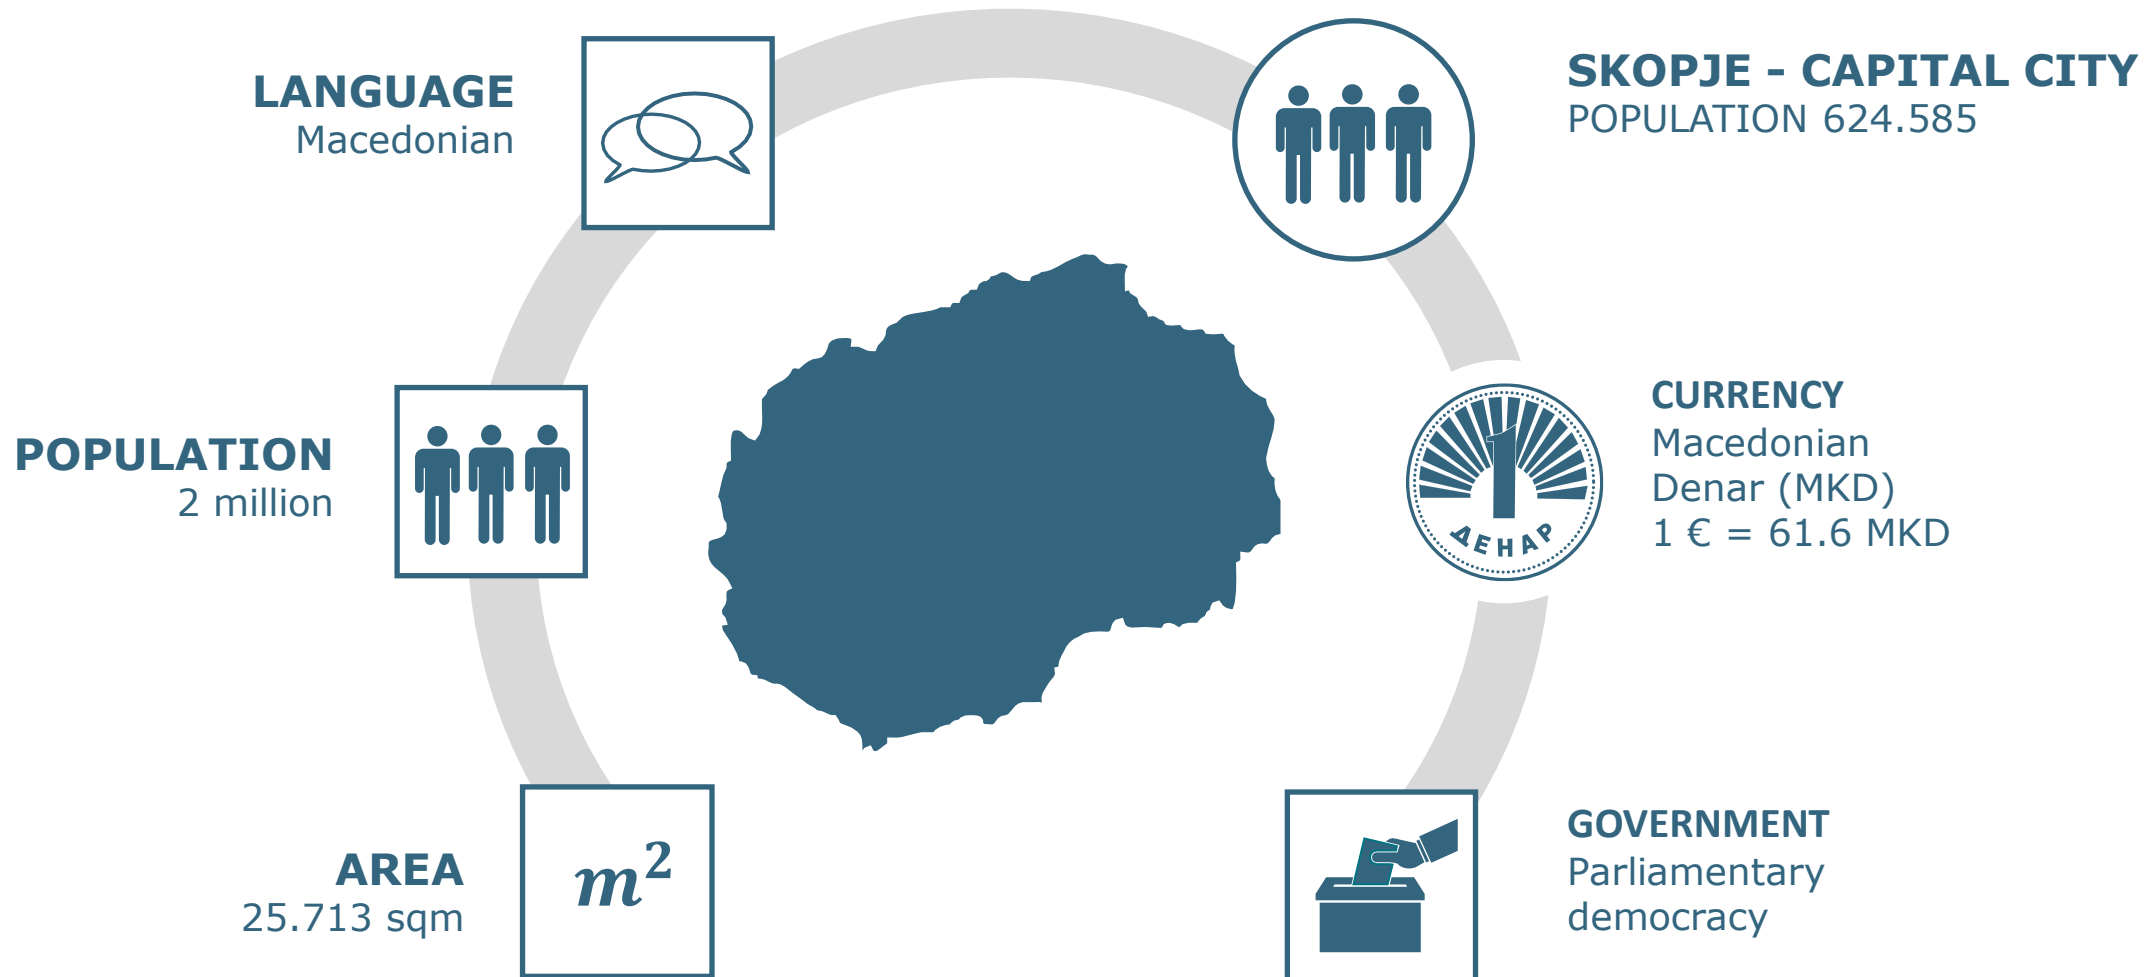 LANGUAGE
Macedonian
SKOPJE - CAPITAL CITY
POPULATION 624.585
POPULATION
2 million
CURRENCY
Macedonian
Denar (MKD)
1 € = 61.6 MKD
1
ДЕНАР
AREA
25.713 sqm
m²
GOVERNMENT
Parliamentary
democracy